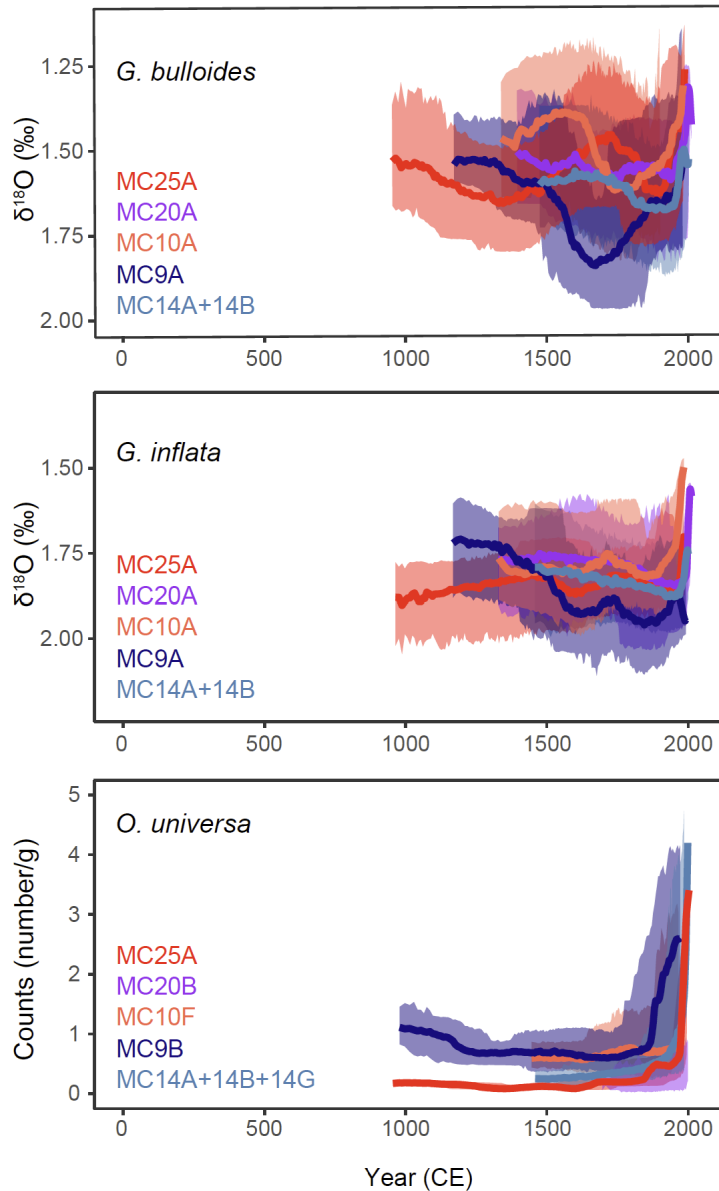 G. bulloides
δ18O (‰)
1.25
1.50
1.75
2.00
MC25A
MC20A
MC10A
MC9A
MC14A+14B
0 1000 1500 2000
G. inflata
δ18O (‰)
1.50
1.75
2.00
MC25A
MC20A
MC10A
MC9A
MC14A+14B
0 500 1000 1500 2000
O. universa
Counts (number/g)
5
4
3
2
1
0
MC25A
MC20B
MC10F
MC9B
MC14A+14B+14G
0 500 1000 1500 2000
Year (CE)